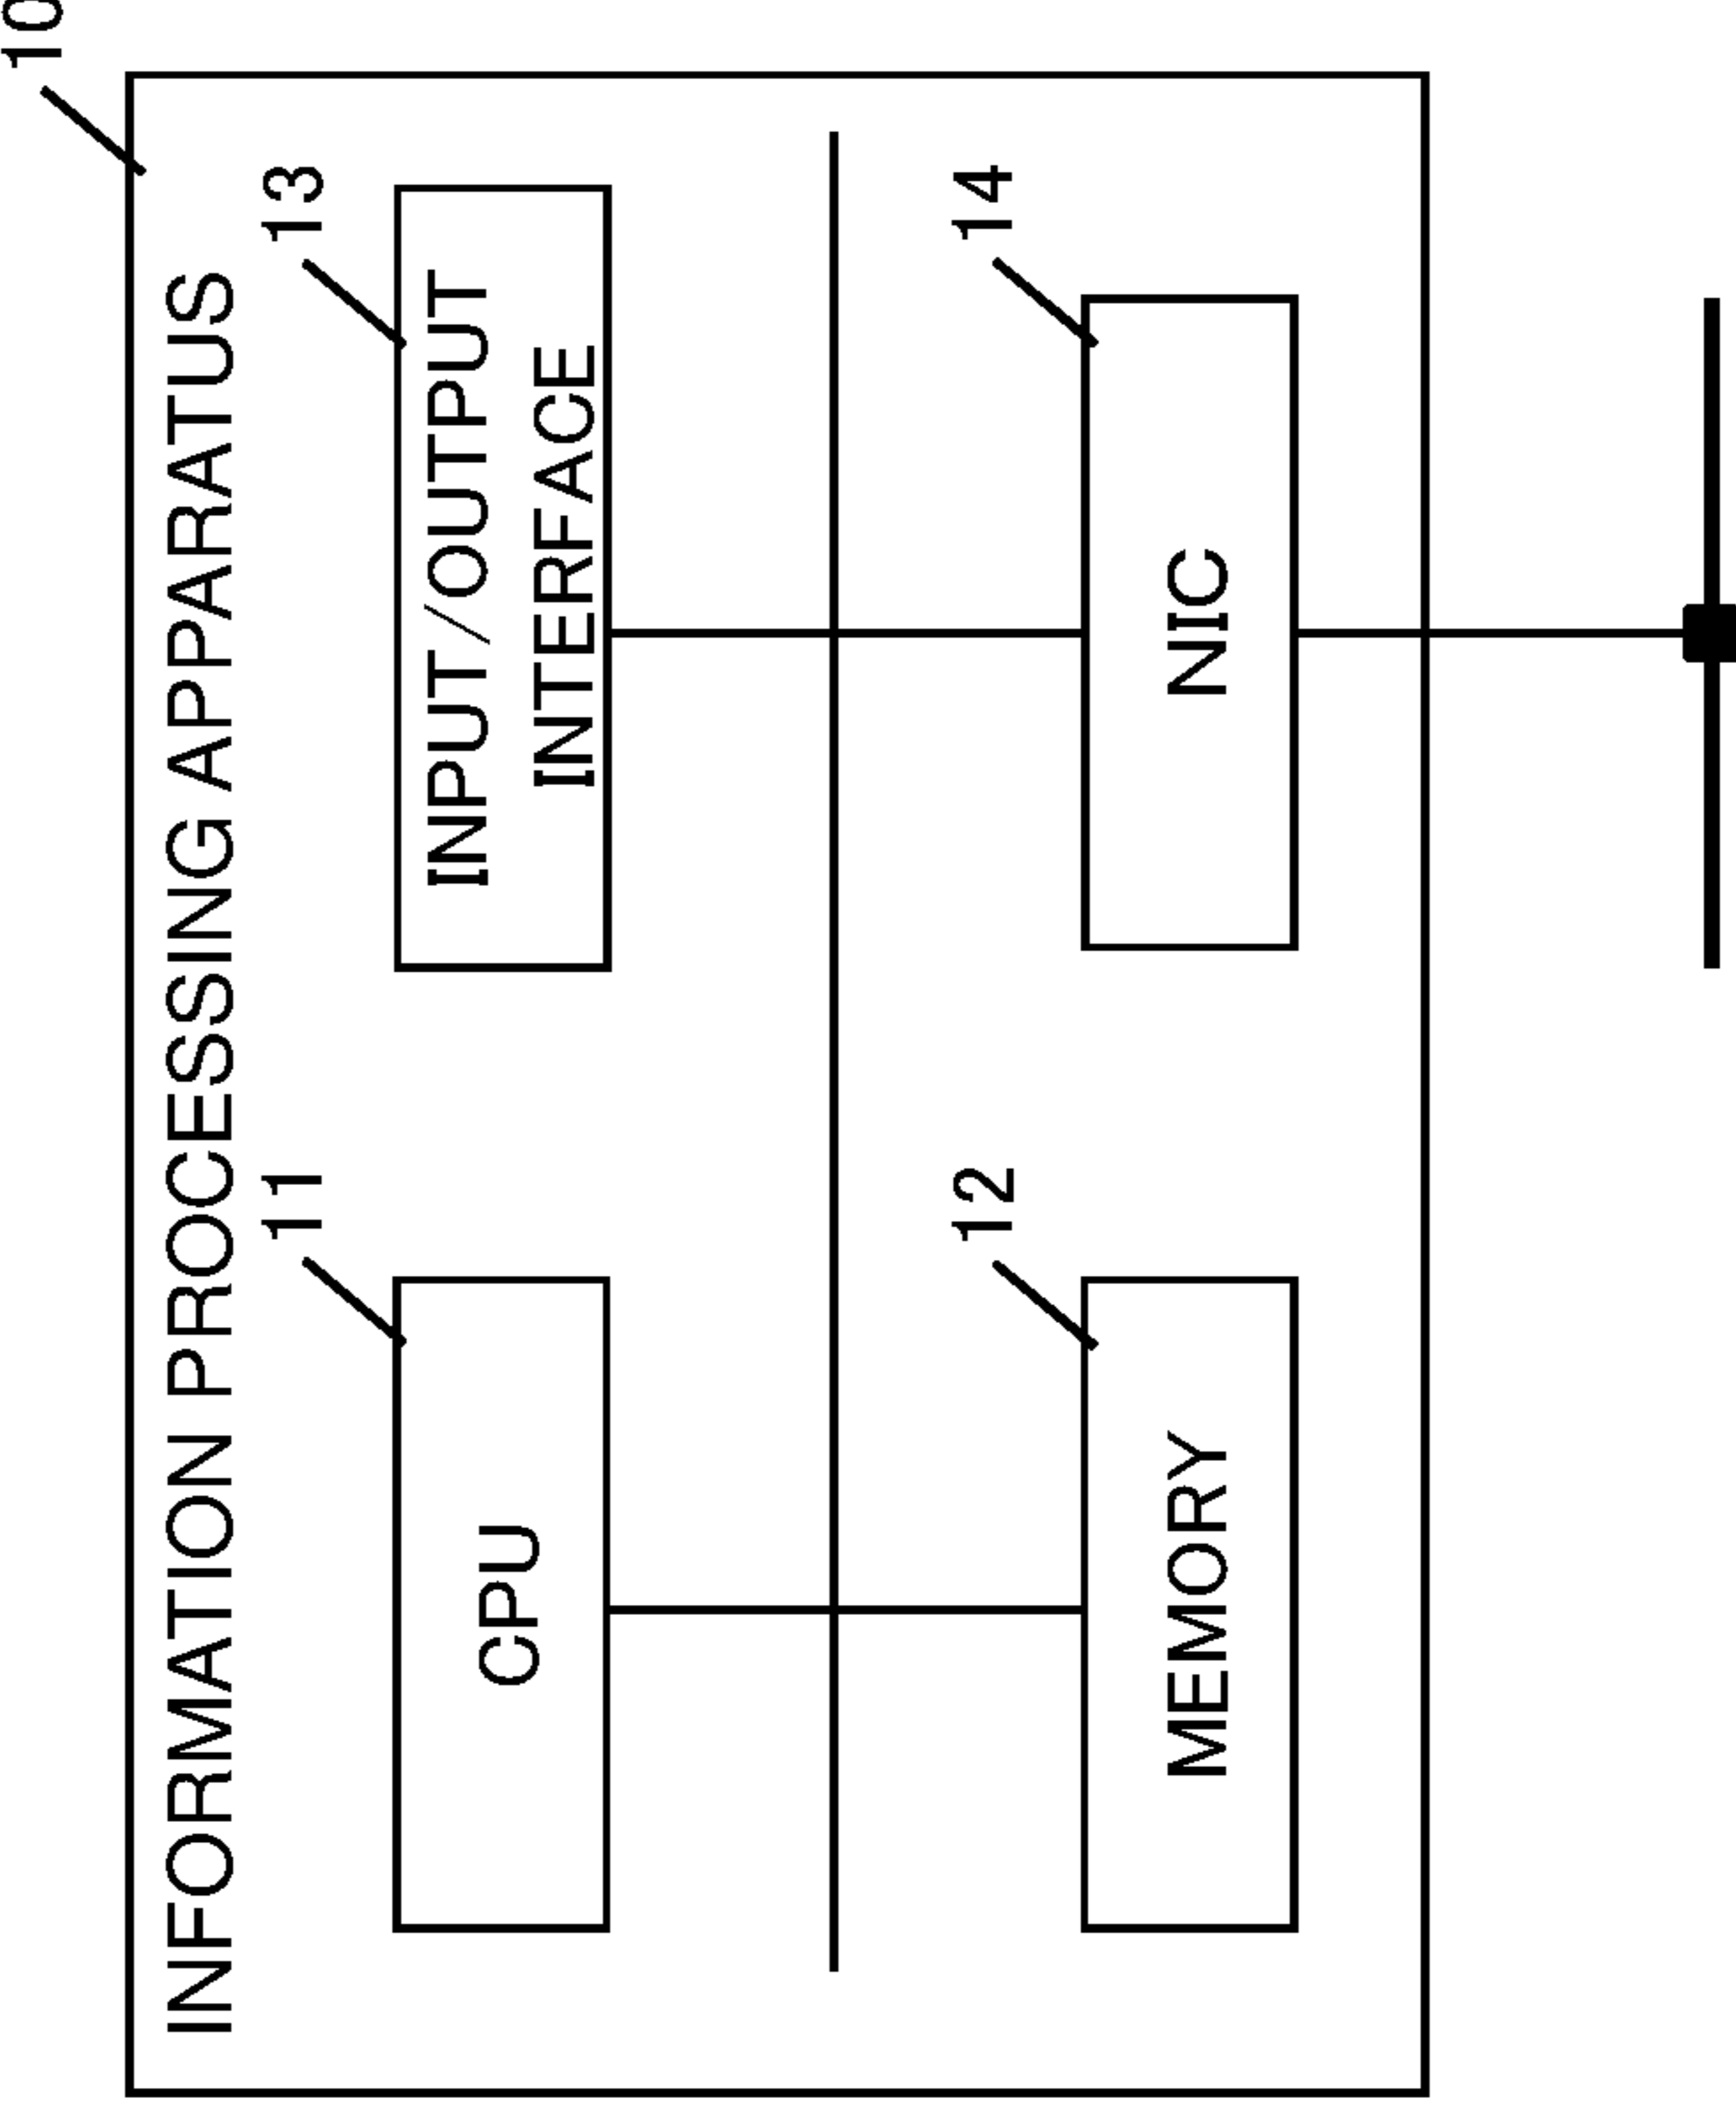 10
INFORMATION PROCESSING APPARATUS
11
13
CPU
INPUT/OUTPUT
INTERFACE
12
14
MEMORY
NIC